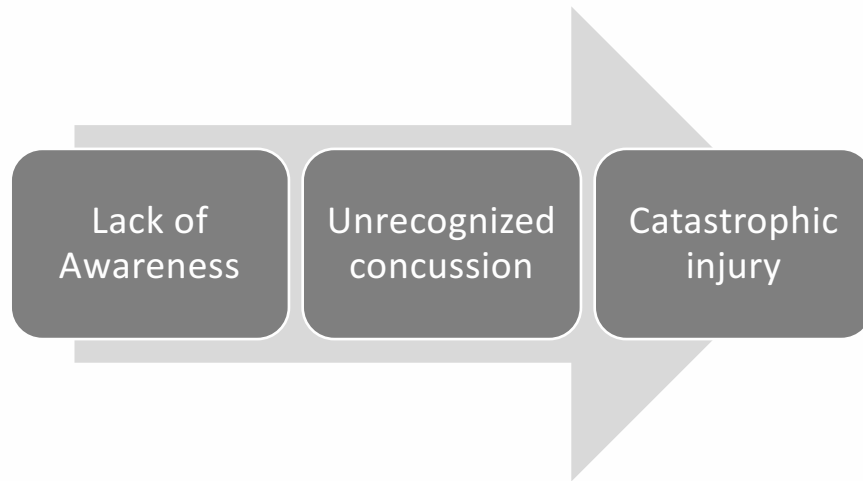 Lack of
Awareness
Unrecognized
concussion
Catastrophic
injury